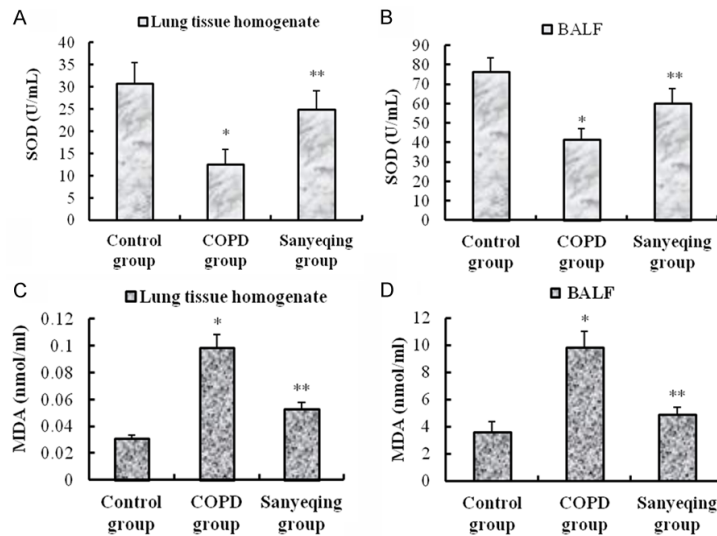 A
Lung tissue homogenate
SOD (U/mL)
40
35
30
25
20
15
10
5
0
*
**
Control
group
COPD
group
Sanyeqing
group
B
BALF
SOD (U/mL)
90
80
70
60
50
40
30
20
10
0
*
**
Control
group
COPD
group
Sanyeqing
group
C
Lung tissue homogenate
MDA (nmol/ml)
0.12
0.1
0.08
0.06
0.04
0.02
0
*
**
Control
group
COPD
group
Sanyeqing
group
D
BALF
MDA (nmol/ml)
12
10
8
6
4
2
0
*
**
Control
group
COPD
group
Sanyeqing
group